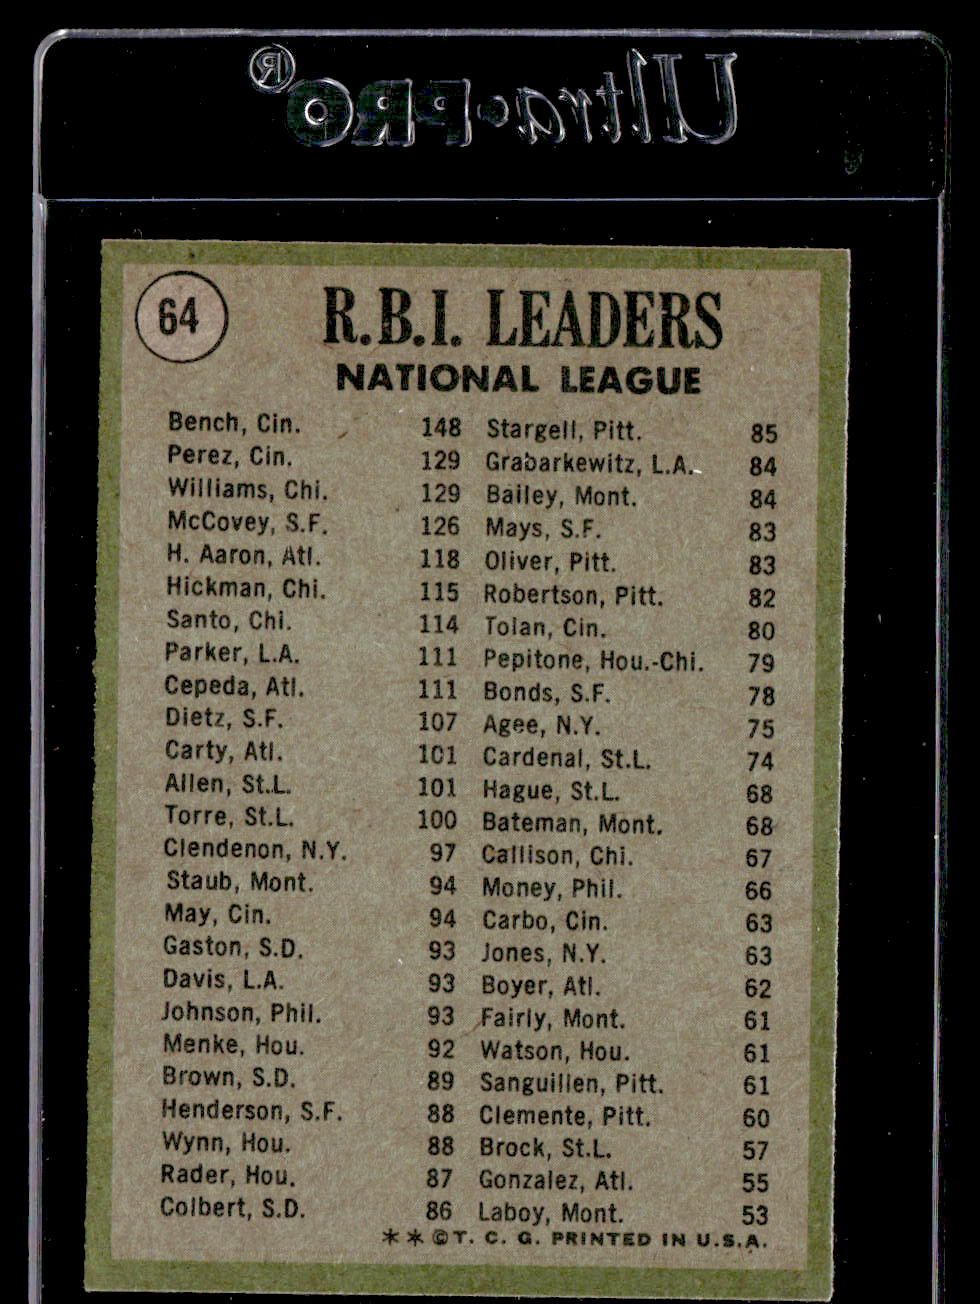 Ultra•PRO®
64
R.B.I. LEADERS
NATIONAL LEAGUE
Bench, Cin. 148
Perez, Cin. 129
Williams, Chi. 129
McCovey, S.F. 126
H. Aaron, Atl. 118
Hickman, Chi. 115
Santo, Chi. 114
Parker, L.A. 111
Cepeda, Atl. 111
Dietz, S.F. 107
Carty, Atl. 101
Allen, St.L. 101
Torre, St.L. 100
Clendenon, N.Y. 97
Staub, Mont. 94
May, Cin. 94
Gaston, S.D. 93
Davis, L.A. 93
Johnson, Phil. 93
Menke, Hou. 92
Brown, S.D. 89
Henderson, S.F. 88
Wynn, Hou. 88
Rader, Hou. 87
Colbert, S.D. 86
Stargell, Pitt. 85
Grabarkewitz, L.A. 84
Bailey, Mont. 84
Mays, S.F. 83
Oliver, Pitt. 83
Robertson, Pitt. 82
Tolan, Cin. 80
Pepitone, Hou.-Chi. 79
Bonds, S.F. 78
Agee, N.Y. 75
Cardenal, St.L. 74
Hague, St.L. 68
Bateman, Mont. 68
Callison, Chi. 67
Money, Phil. 66
Carbo, Cin. 63
Jones, N.Y. 63
Boyer, Atl. 62
Fairly, Mont. 61
Watson, Hou. 61
Sanguillen, Pitt. 61
Clemente, Pitt. 60
Brock, St.L. 57
Gonzalez, Atl. 55
Laboy, Mont. 53
**©T. C. G. PRINTED IN U.S.A.